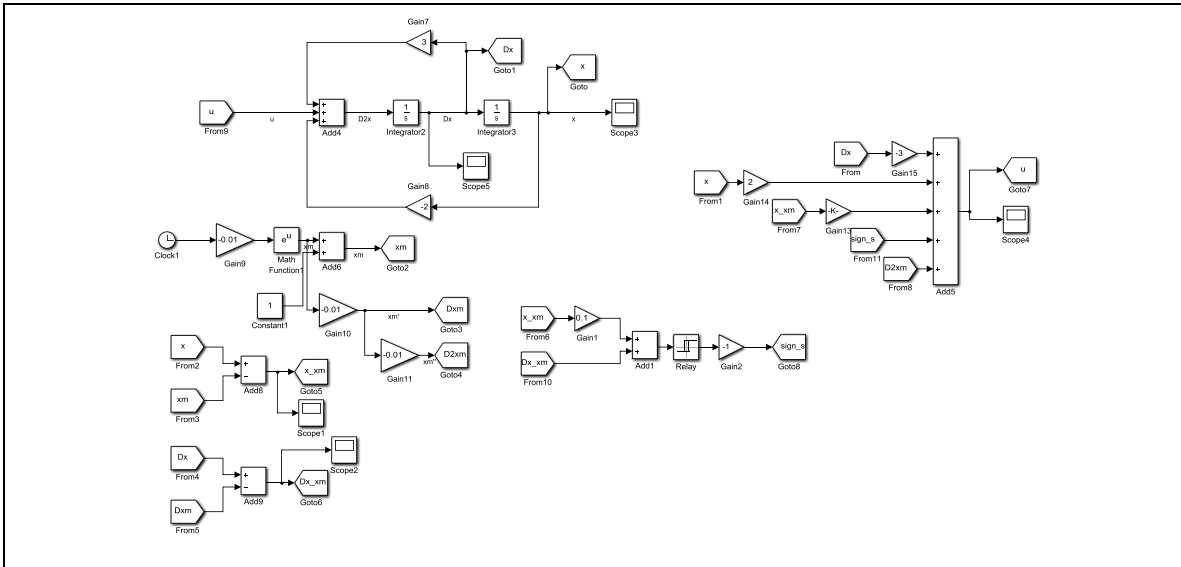 Gain7
3
Dx
Goto1
x
Goto
u
From9
u
+
+
+
Add4
D2x
1
s
Integrator2
Dx
1
s
Integrator3
x
Scope3
Scope5
Gain8
-2
Clock1
-0.01
Gain9
e^u
Math
Function1
xm
+
+
Add6
xm
xm
Goto2
1
Constant1
-0.01
Gain10
xm'
Dxm
Goto3
-0.01
Gain11
xm''
D2xm
Goto4
x
From2
xm
From3
+
−
Add8
x_xm
Goto5
Scope1
Dx
From4
Dxm
From5
+
−
Add9
Scope2
Dx_xm
Goto6
x_xm
From6
0.1
Gain1
Dx_xm
From10
+
+
Add1
Relay
-1
Gain2
sign_s
Goto8
Dx
From
-3
Gain15
x
From1
2
Gain14
x_xm
From7
-K-
Gain13
sign_s
From11
D2xm
From8
+
+
+
+
+
Add5
u
Goto7
Scope4